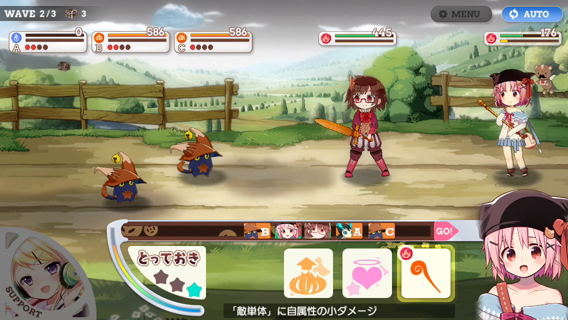 WAVE 2/3 3
MENU
AUTO
A 0
B 586
C 586
445
176
B A C GO!
とっておき
SUPPORT
「敵単体」に自属性の小ダメージ